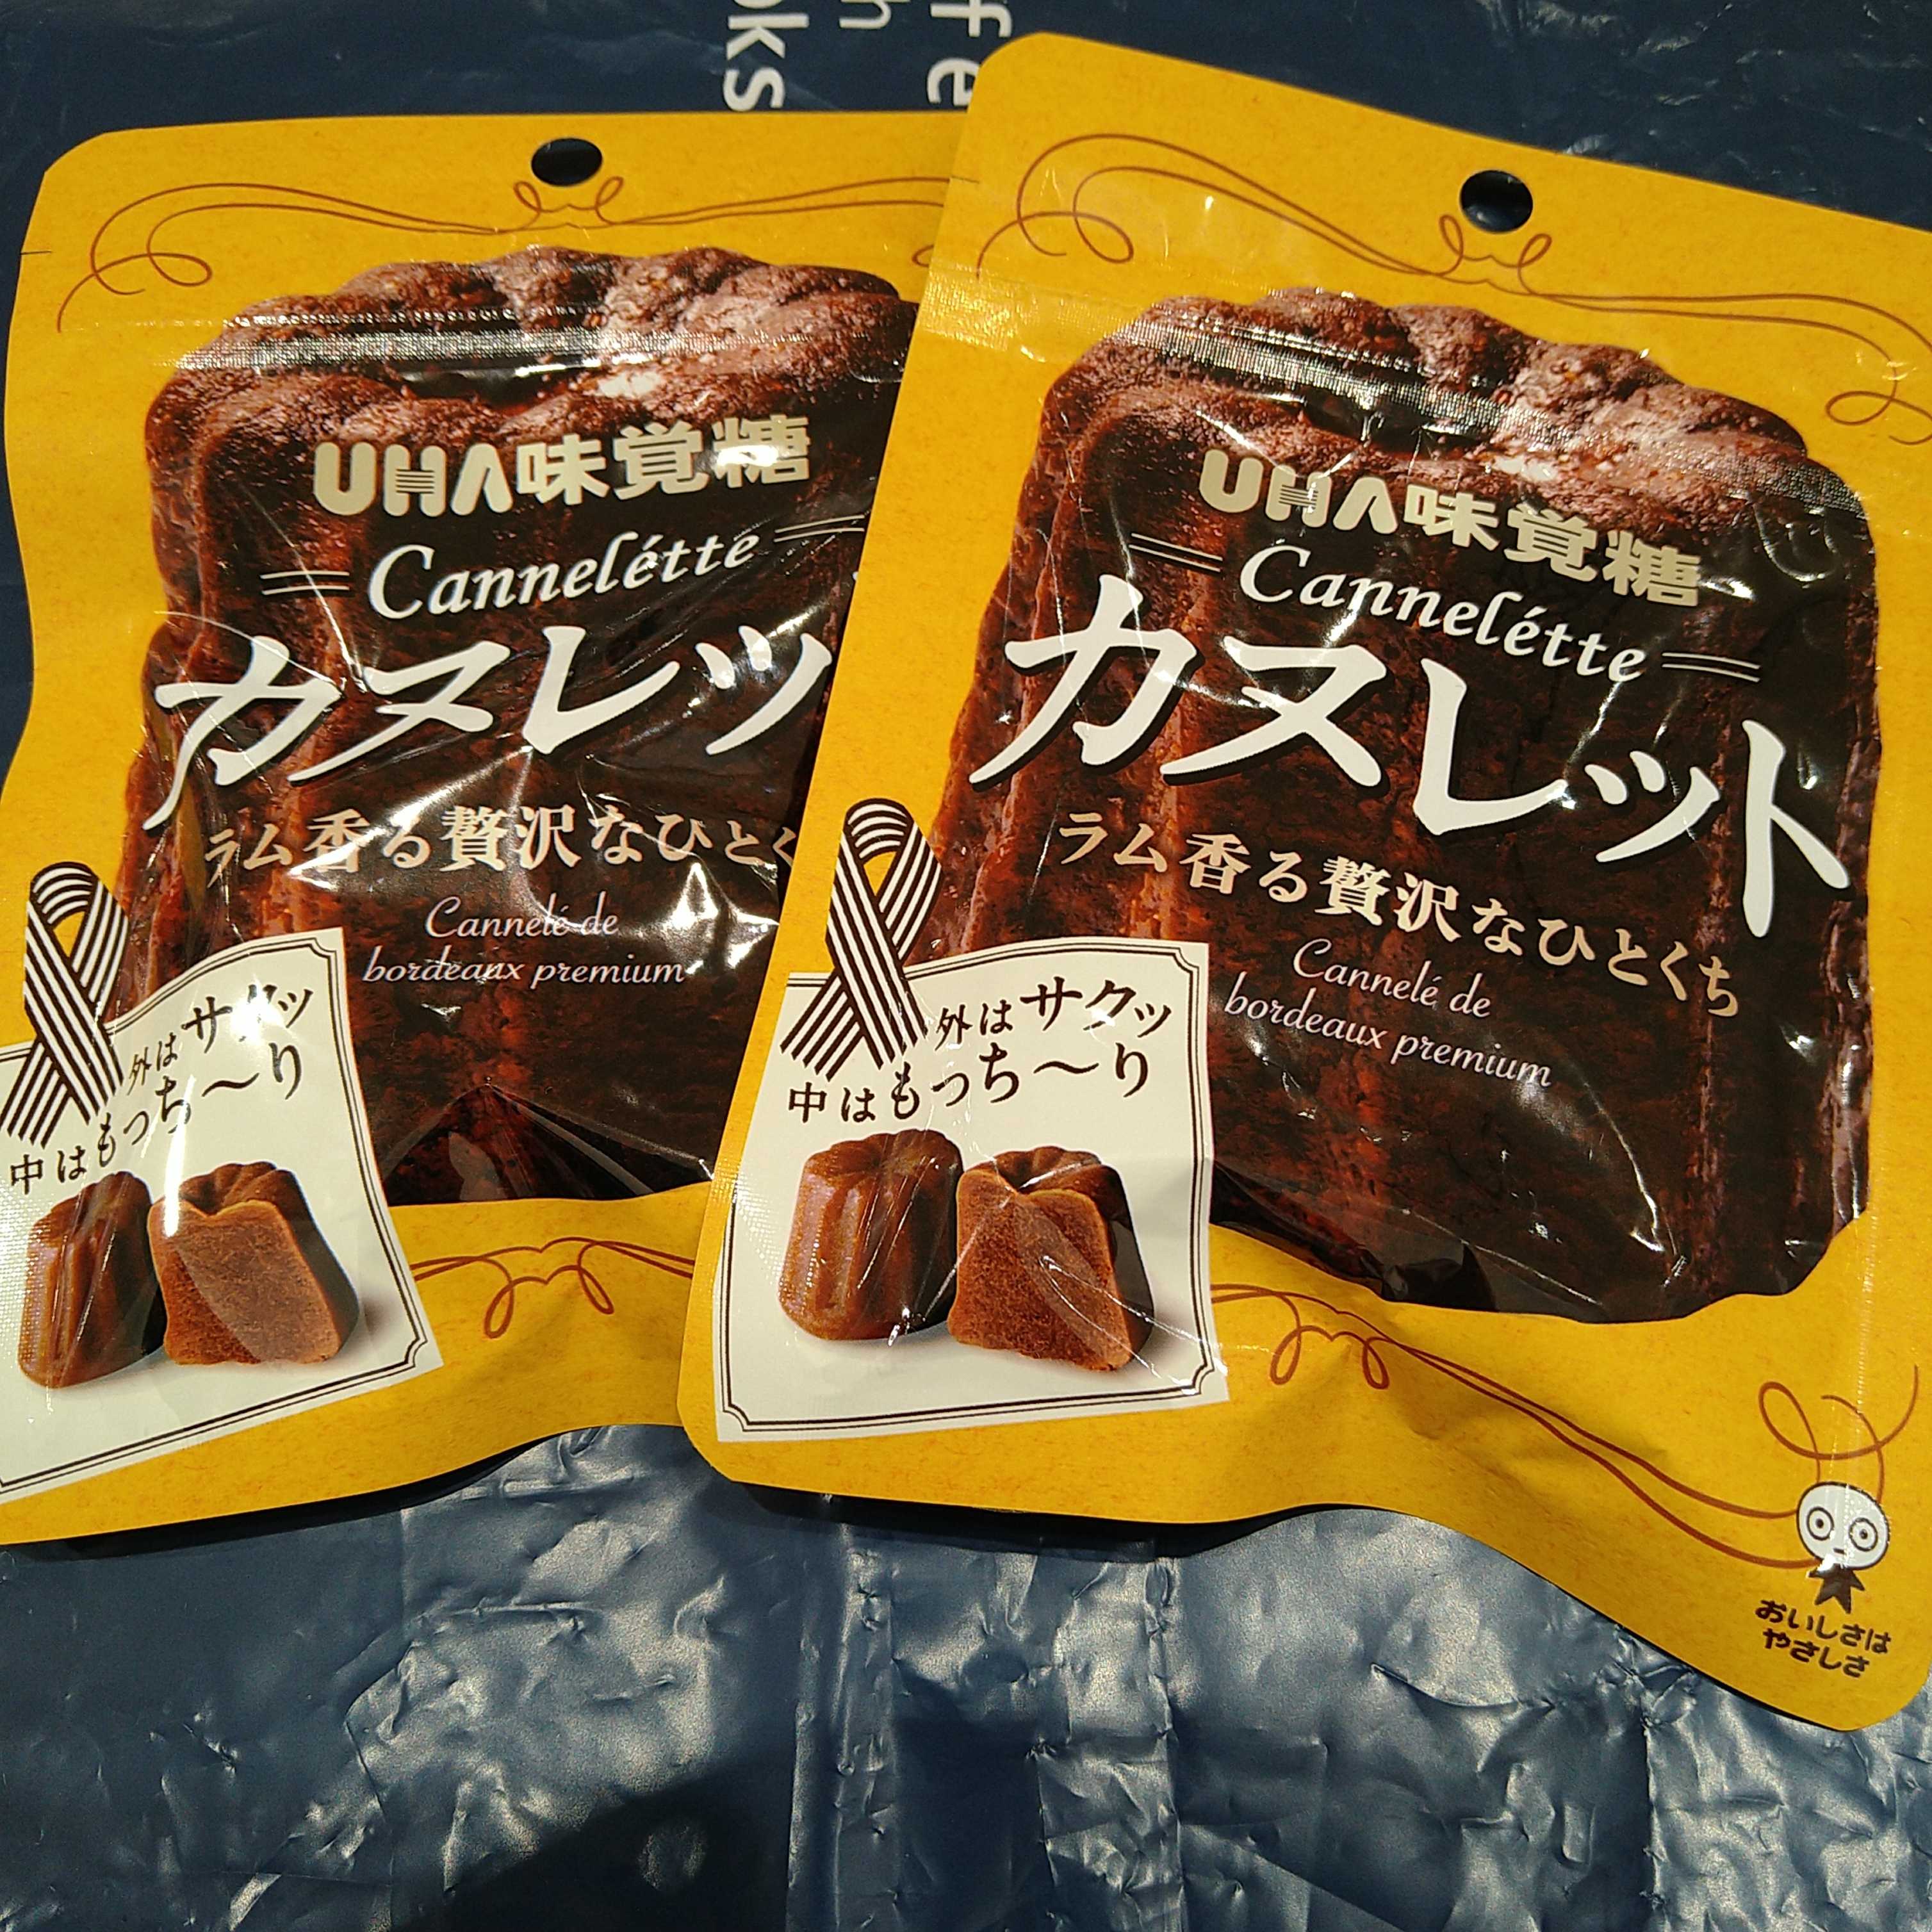 UHA味覚糖
Cannelétte
カヌレッ
ラム香る贅沢なひとく
Cannelé de
bordeaux premium
外はサクッ
中はもっち〜り
UHA味覚糖
Cannelétte
カヌレット
ラム香る贅沢なひとくち
Cannelé de
bordeaux premium
外はサクッ
中はもっち〜り
おいしさは
やさしさ